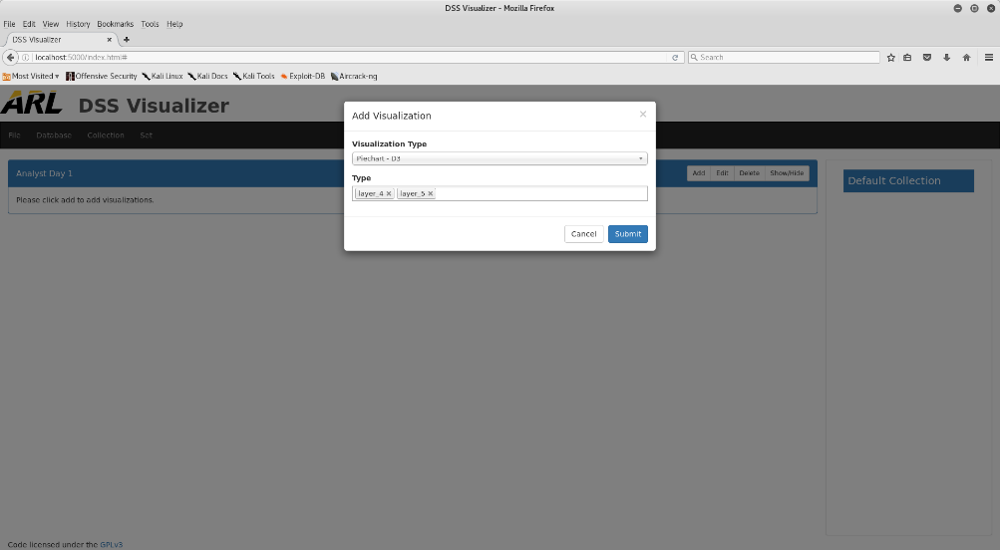 DSS Visualizer - Mozilla Firefox
File Edit View History Bookmarks Tools Help
DSS Visualizer
localhost:5000/index.html#
Search
Most Visited Offensive Security Kali Linux Kali Docs Kali Tools Exploit-DB Aircrack-ng
ARL DSS Visualizer
File Database Collection Set
Add Visualization
Visualization Type
Piechart - D3
Type
layer_4 layer_5
Cancel Submit
Analyst Day 1
Add Edit Delete Show/Hide
Please click add to add visualizations.
Default Collection
Code licensed under the GPLv3